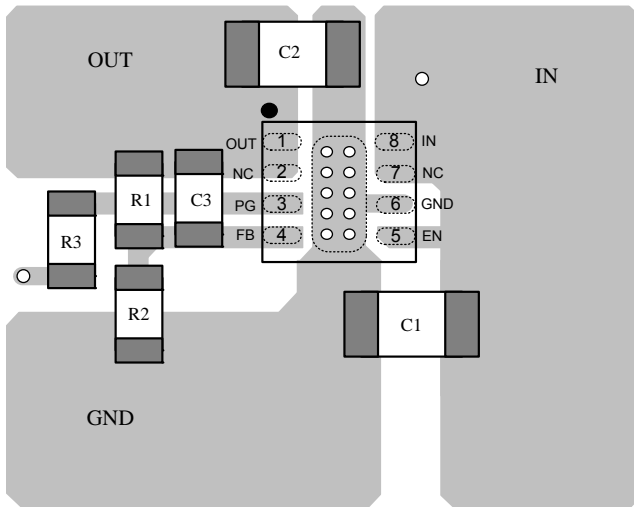 OUT
C2
IN
OUT 1 8 IN
NC 2 7 NC
PG 3 6 GND
FB 4 5 EN
R1
C3
R3
R2
C1
GND